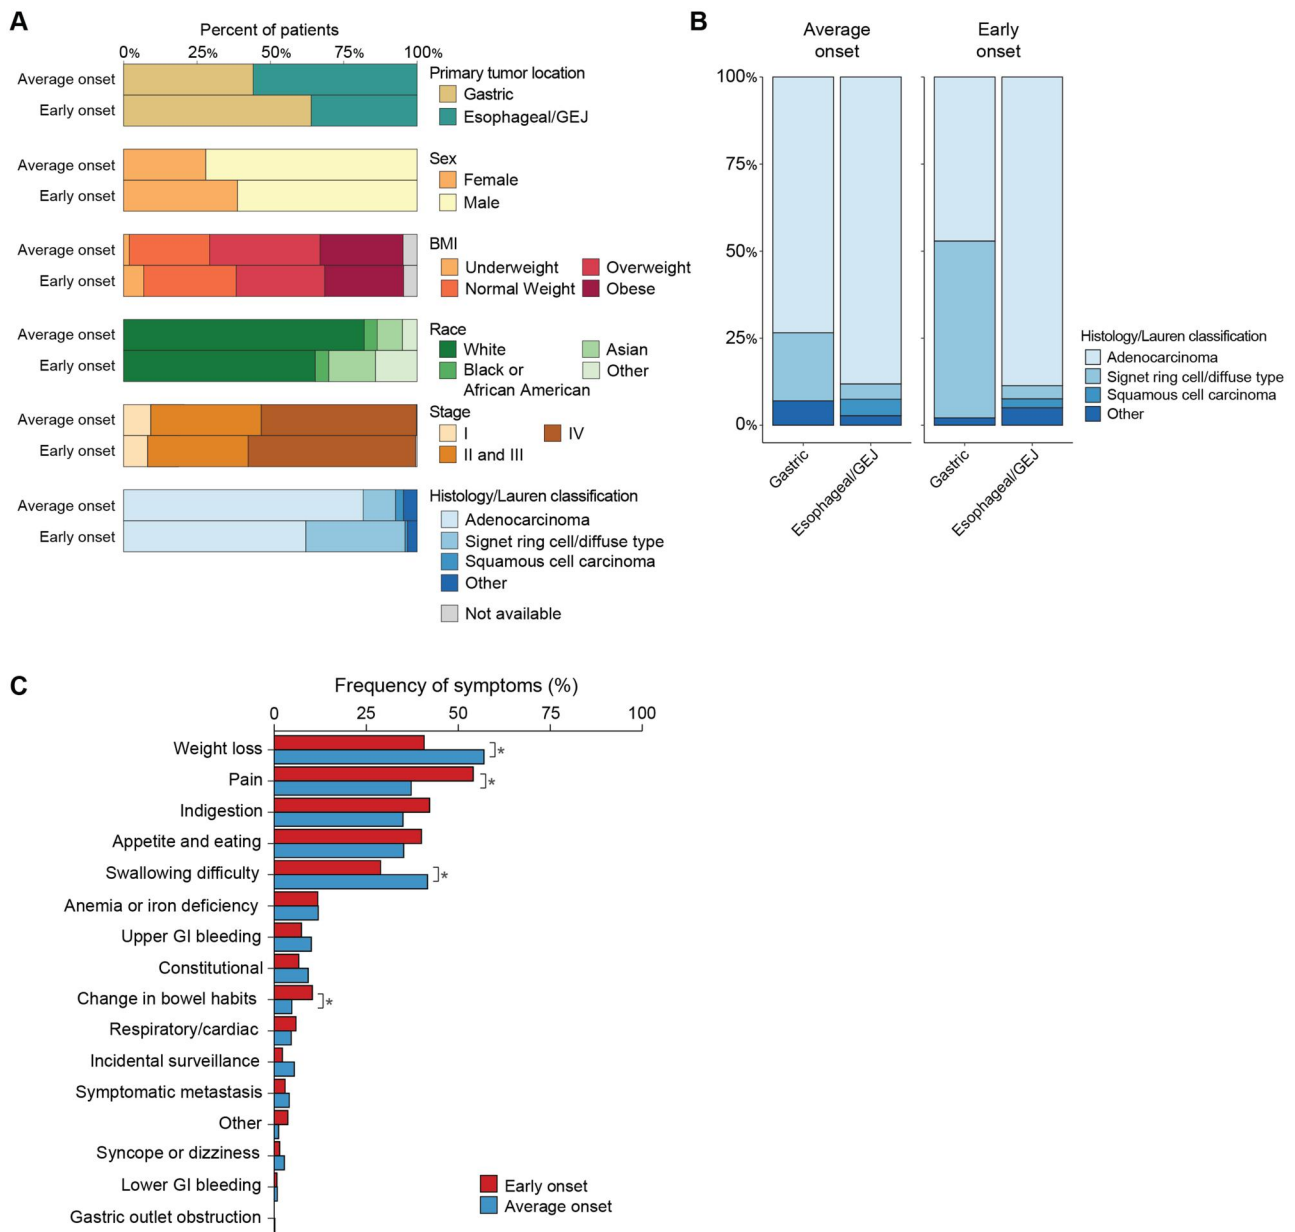 A
Percent of patients
0% 25% 50% 75% 100%
Average onset
Early onset
Primary tumor location
Gastric
Esophageal/GEJ
Average onset
Early onset
Sex
Female
Male
Average onset
Early onset
BMI
Underweight Overweight
Normal Weight Obese
Average onset
Early onset
Race
White Asian
Black or Other
African American
Average onset
Early onset
Stage
I IV
II and III
Average onset
Early onset
Histology/Lauren classification
Adenocarcinoma
Signet ring cell/diffuse type
Squamous cell carcinoma
Other
Not available
B
Average
onset
Early
onset
100%
75%
50%
25%
0%
Gastric
Esophageal/GEJ
Gastric
Esophageal/GEJ
Histology/Lauren classification
Adenocarcinoma
Signet ring cell/diffuse type
Squamous cell carcinoma
Other
C
Frequency of symptoms (%)
0 25 50 75 100
Weight loss *
Pain *
Indigestion
Appetite and eating
Swallowing difficulty *
Anemia or iron deficiency
Upper GI bleeding
Constitutional
Change in bowel habits *
Respiratory/cardiac
Incidental surveillance
Symptomatic metastasis
Other
Syncope or dizziness
Lower GI bleeding
Gastric outlet obstruction
Early onset
Average onset